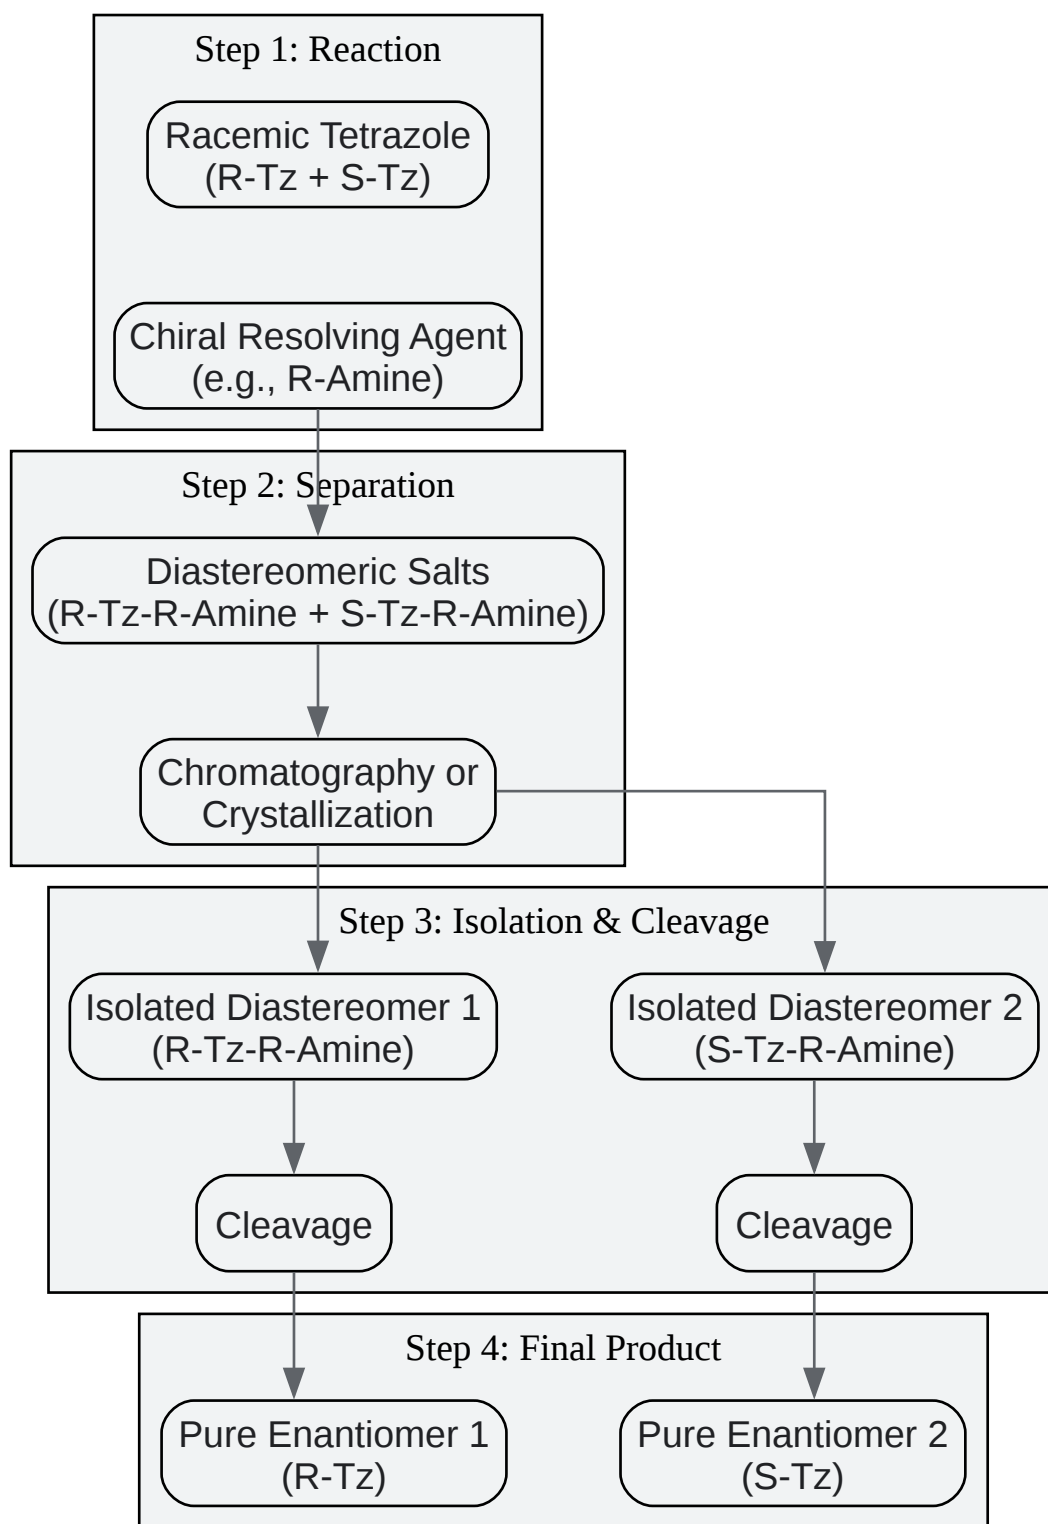 Step 1: Reaction
Racemic Tetrazole
(R-Tz + S-Tz)
Chiral Resolving Agent
(e.g., R-Amine)
Step 2: Separation
Diastereomeric Salts
(R-Tz-R-Amine + S-Tz-R-Amine)
Chromatography or
Crystallization
Step 3: Isolation & Cleavage
Isolated Diastereomer 1
(R-Tz-R-Amine)
Isolated Diastereomer 2
(S-Tz-R-Amine)
Cleavage
Cleavage
Step 4: Final Product
Pure Enantiomer 1
(R-Tz)
Pure Enantiomer 2
(S-Tz)